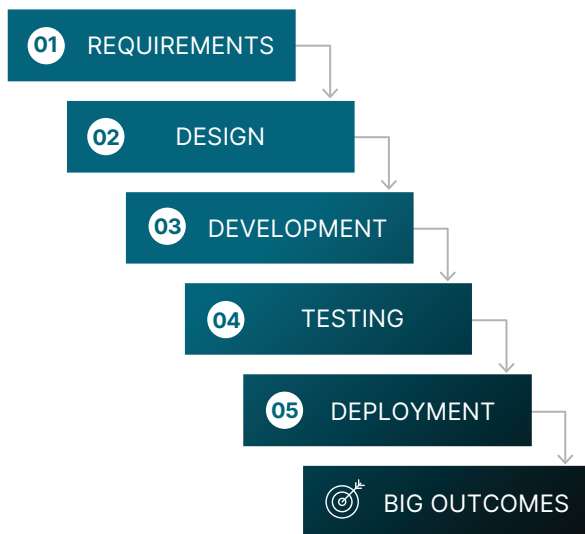 01 REQUIREMENTS
02 DESIGN
03 DEVELOPMENT
04 TESTING
05 DEPLOYMENT
BIG OUTCOMES